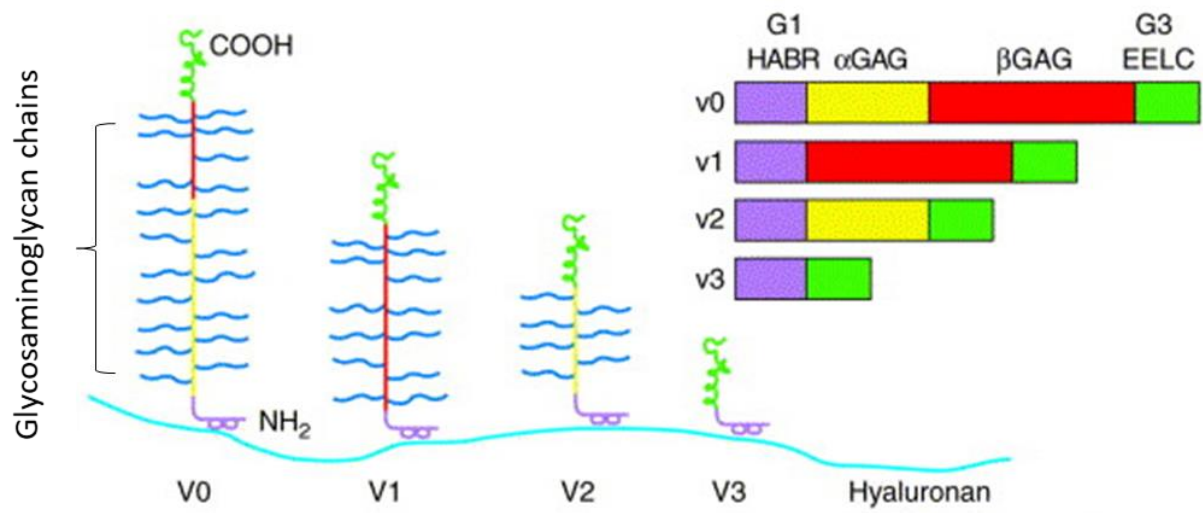 Glycosaminoglycan chains
COOH
NH₂
V0 V1 V2 V3 Hyaluronan
G1 G3
HABR αGAG βGAG EELC
v0
v1
v2
v3